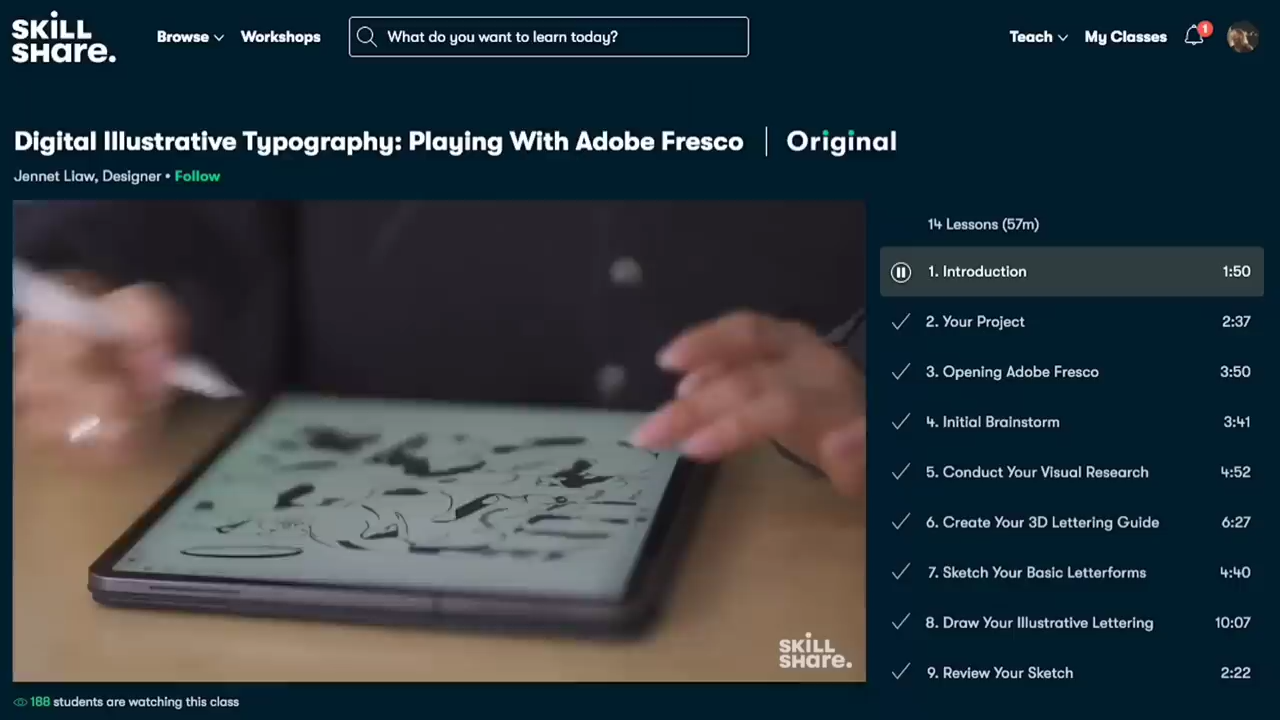 SKILL
SHARE.
Browse
Workshops
What do you want to learn today?
Teach
My Classes
1
Digital Illustrative Typography: Playing With Adobe Fresco | Original
Jennet Liaw, Designer • Follow
14 Lessons (57m)
1. Introduction 1:50
2. Your Project 2:37
3. Opening Adobe Fresco 3:50
4. Initial Brainstorm 3:41
5. Conduct Your Visual Research 4:52
6. Create Your 3D Lettering Guide 6:27
7. Sketch Your Basic Letterforms 4:40
8. Draw Your Illustrative Lettering 10:07
9. Review Your Sketch 2:22
SKILL
SHARE.
188 students are watching this class